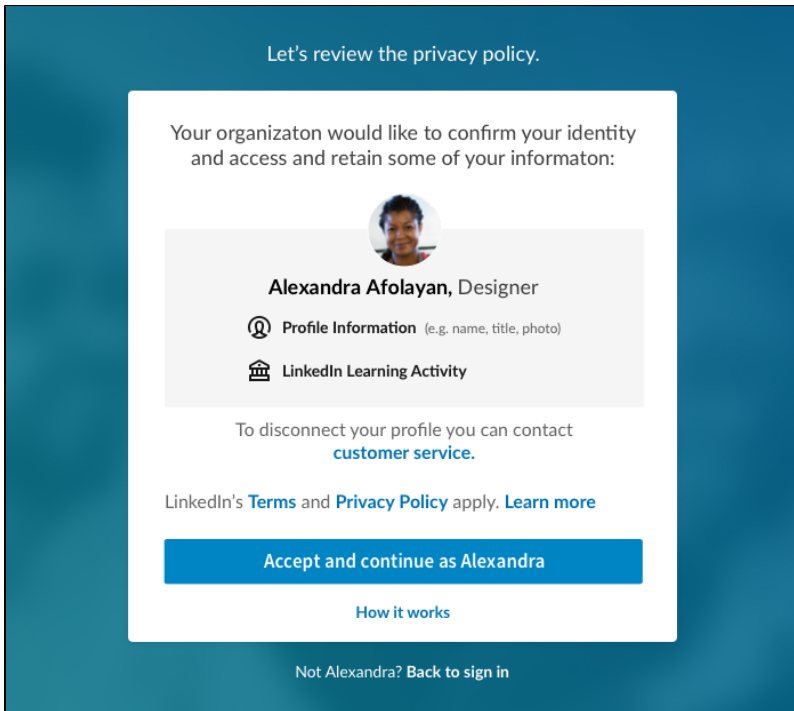 Let’s review the privacy policy.
Your organizaton would like to confirm your identity
and access and retain some of your informaton:
Alexandra Afolayan, Designer
Profile Information (e.g. name, title, photo)
LinkedIn Learning Activity
To disconnect your profile you can contact
customer service.
LinkedIn’s Terms and Privacy Policy apply. Learn more
Accept and continue as Alexandra
How it works
Not Alexandra? Back to sign in